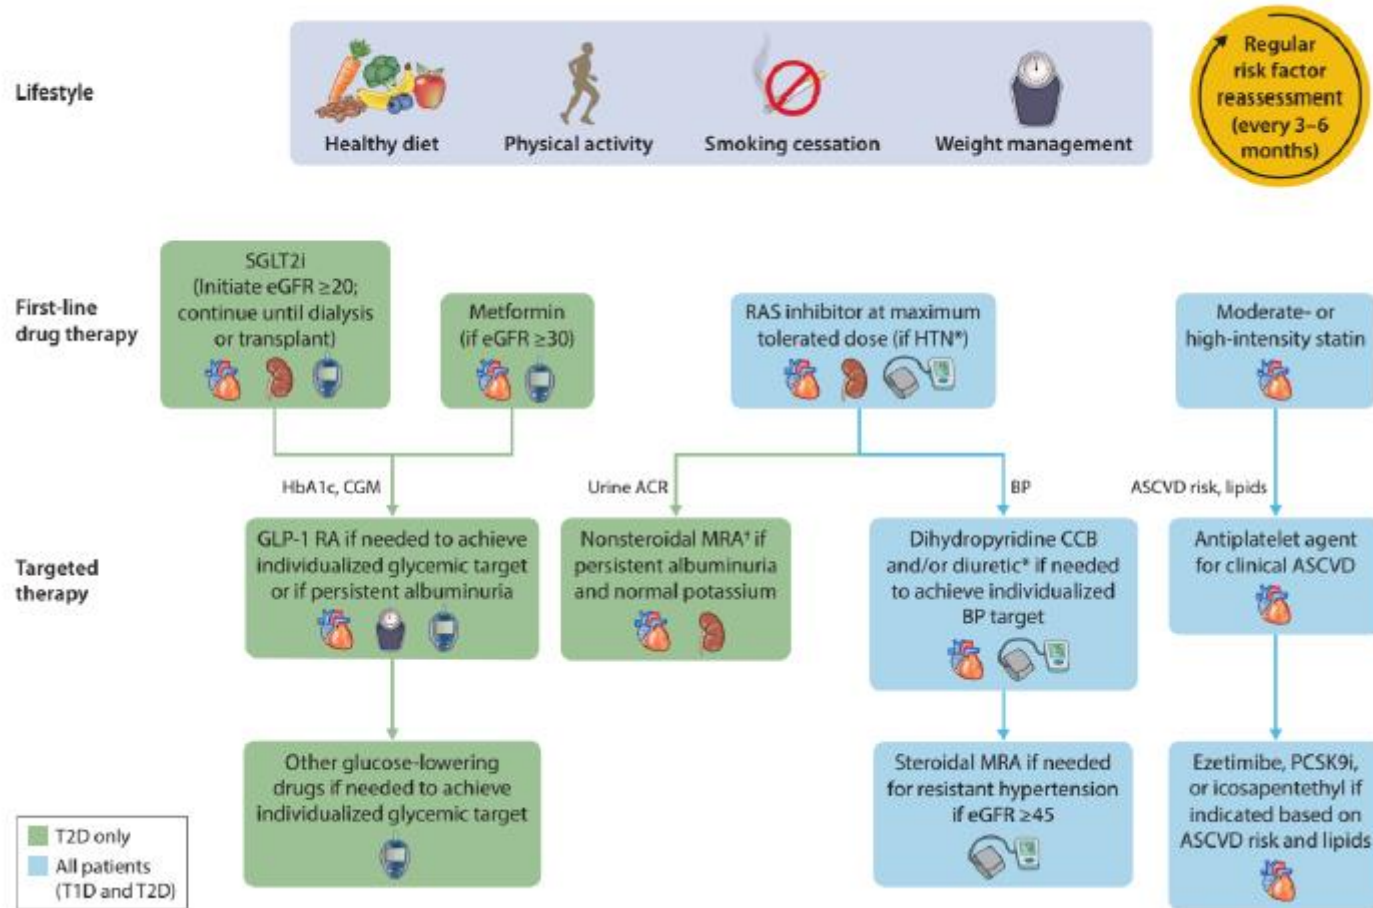 Lifestyle
Healthy diet
Physical activity
Smoking cessation
Weight management
Regular
risk factor
reassessment
(every 3–6
months)
First-line
drug therapy
SGLT2i
(Initiate eGFR ≥20;
continue until dialysis
or transplant)
Metformin
(if eGFR ≥30)
RAS inhibitor at maximum
tolerated dose (if HTN*)
Moderate- or
high-intensity statin
HbA1c, CGM
Urine ACR
BP
ASCVD risk, lipids
Targeted
therapy
GLP-1 RA if needed to achieve
individualized glycemic target
or if persistent albuminuria
Nonsteroidal MRA† if
persistent albuminuria
and normal potassium
Dihydropyridine CCB
and/or diuretic* if needed
to achieve individualized
BP target
Antiplatelet agent
for clinical ASCVD
Other glucose-lowering
drugs if needed to achieve
individualized glycemic target
Steroidal MRA if needed
for resistant hypertension
if eGFR ≥45
Ezetimibe, PCSK9i,
or icosapentethyl if
indicated based on
ASCVD risk and lipids
T2D only
All patients
(T1D and T2D)